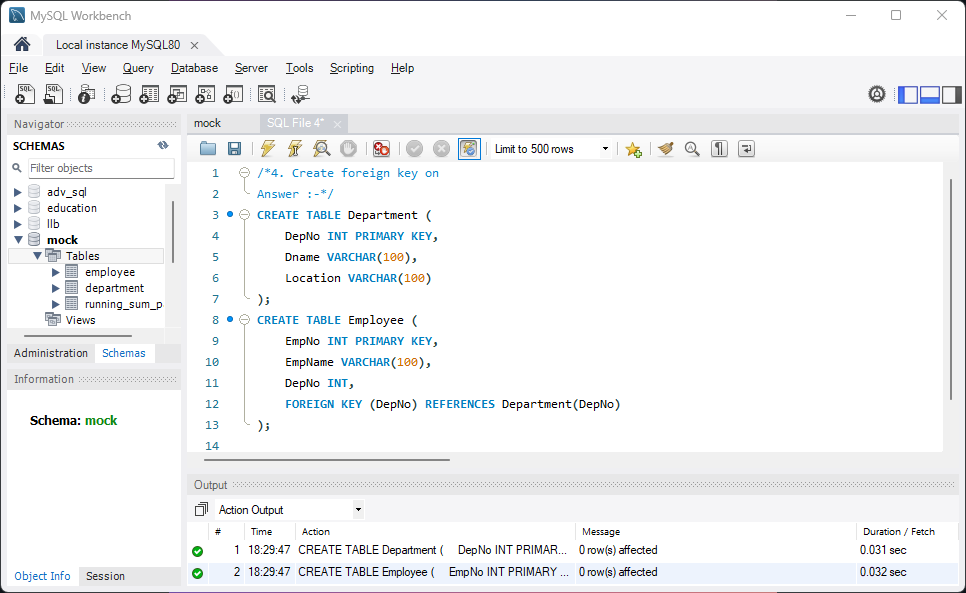 MySQL Workbench
Local instance MySQL80
File Edit View Query Database Server Tools Scripting Help
SQL SQL
Navigator
mock SQL File 4*
SCHEMAS
Limit to 500 rows
Filter objects
adv_sql
education
llb
mock
Tables
employee
department
running_sum_p
Views
Administration Schemas
Information
Schema: mock
Object Info Session
1 /*4. Create foreign key on
2 Answer :-*/
3 CREATE TABLE Department (
4 DepNo INT PRIMARY KEY,
5 Dname VARCHAR(100),
6 Location VARCHAR(100)
7 );
8 CREATE TABLE Employee (
9 EmpNo INT PRIMARY KEY,
10 EmpName VARCHAR(100),
11 DepNo INT,
12 FOREIGN KEY (DepNo) REFERENCES Department(DepNo)
13 );
14
Output
Action Output
# Time Action Message Duration / Fetch
1 18:29:47 CREATE TABLE Department ( DepNo INT PRIMAR... 0 row(s) affected 0.031 sec
2 18:29:47 CREATE TABLE Employee ( EmpNo INT PRIMARY ... 0 row(s) affected 0.032 sec